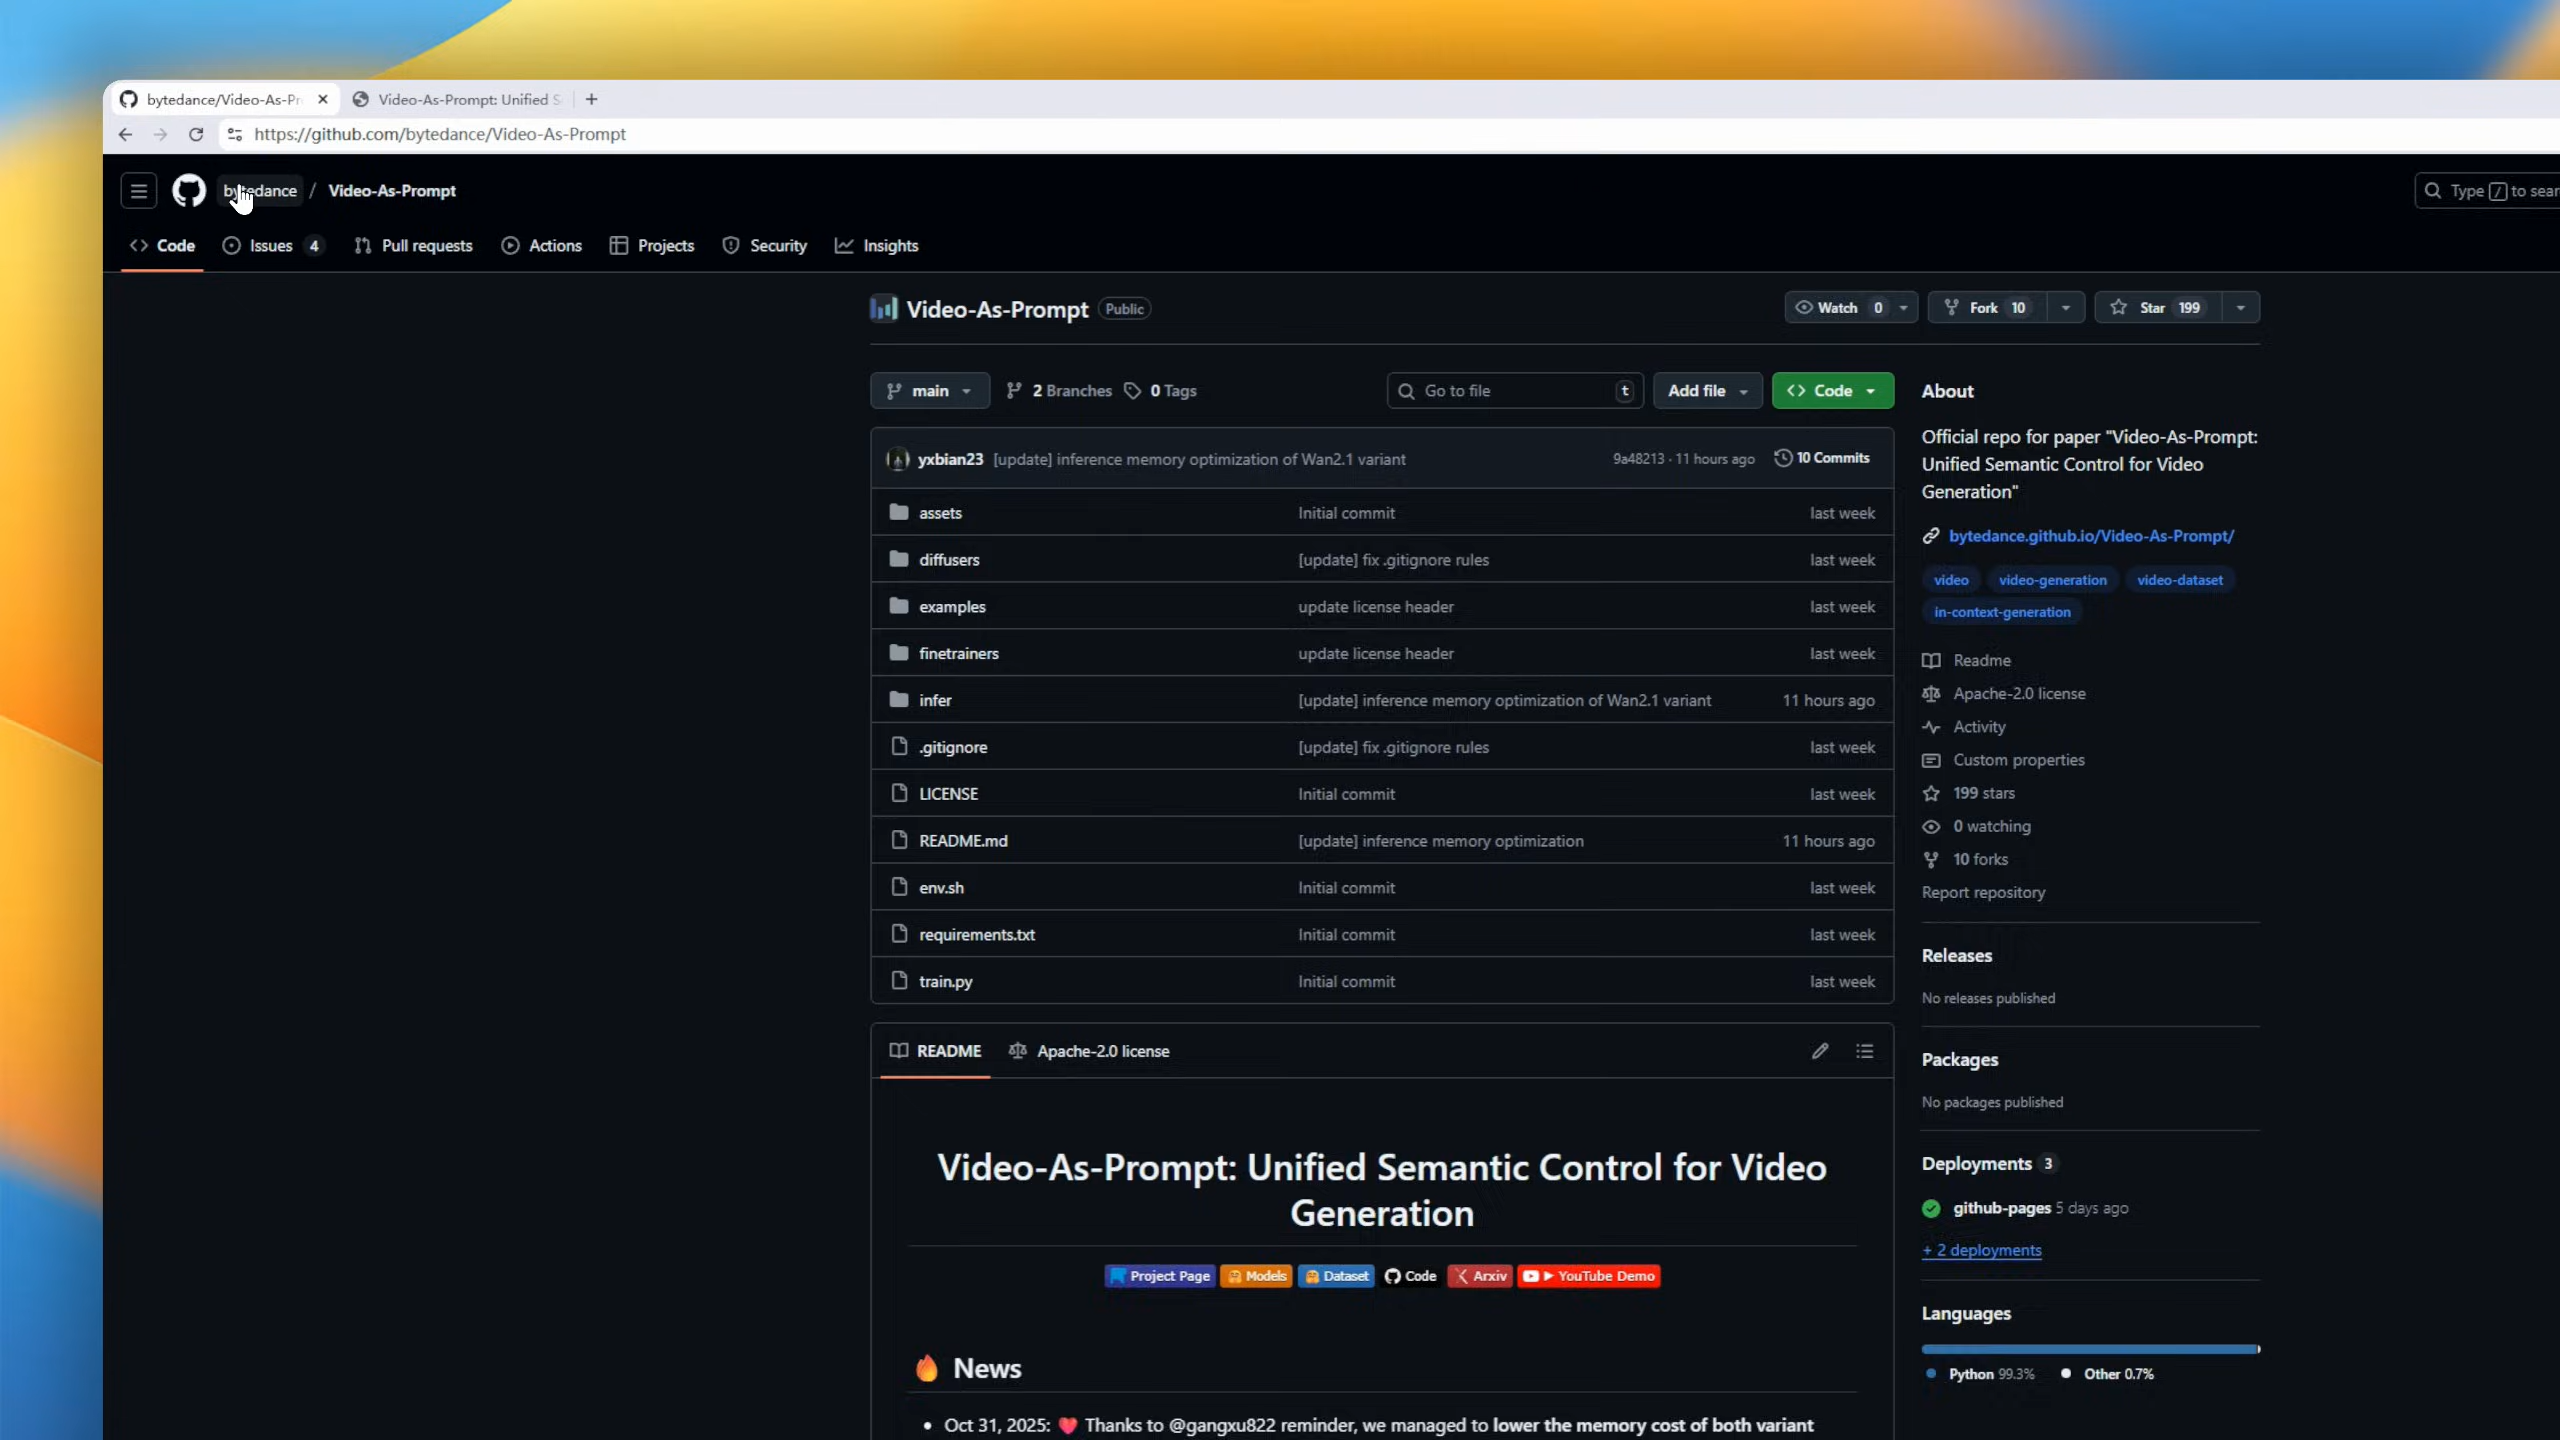 bytedance/Video-As-Pr
Video-As-Prompt: Unified S
https://github.com/bytedance/Video-As-Prompt
bytedance / Video-As-Prompt
Type / to sear
Code
Issues 4
Pull requests
Actions
Projects
Security
Insights
Video-As-Prompt Public
Watch 0
Fork 10
Star 199
main
2 Branches
0 Tags
Go to file t
Add file
Code
yxbian23 [update] inference memory optimization of Wan2.1 variant 9a48213 · 11 hours ago 10 Commits
assets Initial commit last week
diffusers [update] fix .gitignore rules last week
examples update license header last week
finetrainers update license header last week
infer [update] inference memory optimization of Wan2.1 variant 11 hours ago
.gitignore [update] fix .gitignore rules last week
LICENSE Initial commit last week
README.md [update] inference memory optimization 11 hours ago
env.sh Initial commit last week
requirements.txt Initial commit last week
train.py Initial commit last week
README
Apache-2.0 license
Video-As-Prompt: Unified Semantic Control for Video
Generation
Project Page Models Dataset Code Arxiv YouTube Demo
News
Oct 31, 2025: Thanks to @gangxu822 reminder, we managed to lower the memory cost of both variant
About
Official repo for paper "Video-As-Prompt:
Unified Semantic Control for Video
Generation"
bytedance.github.io/Video-As-Prompt/
video video-generation video-dataset
in-context-generation
Readme
Apache-2.0 license
Activity
Custom properties
199 stars
0 watching
10 forks
Report repository
Releases
No releases published
Packages
No packages published
Deployments 3
github-pages 5 days ago
+ 2 deployments
Languages
Python 99.3% Other 0.7%